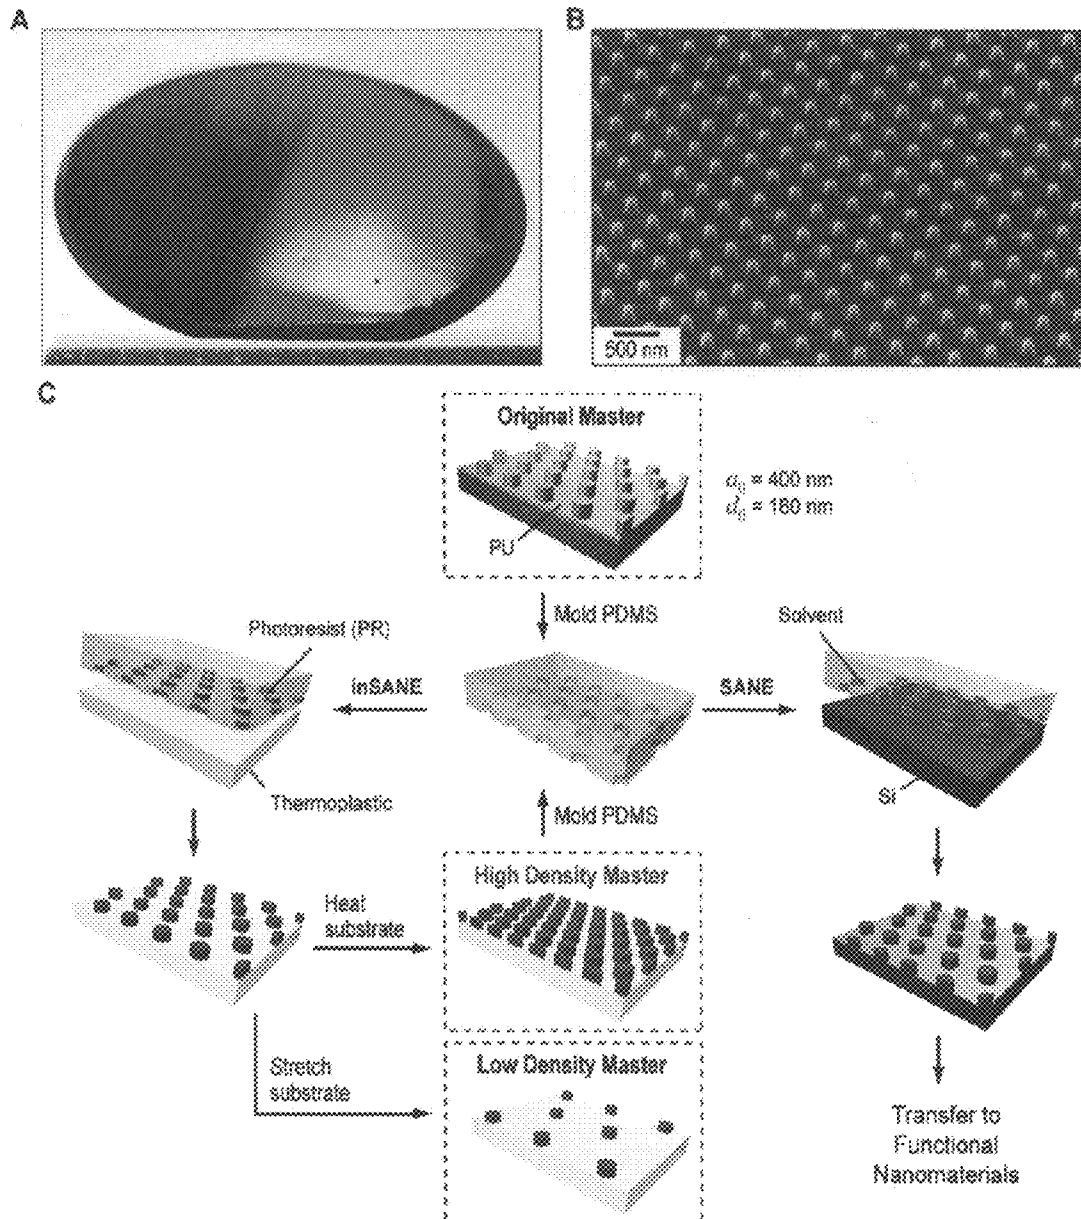 A
B
500 nm
C
Original Master
a₀ = 400 nm
d₀ = 180 nm
PU
Mold PDMS
Solvent
Photoresist (PR)
inSANE
SANE
Thermoplastic
Si
Mold PDMS
High Density Master
Heat
substrate
Stretch
substrate
Low Density Master
Transfer to
Functional
Nanomaterials